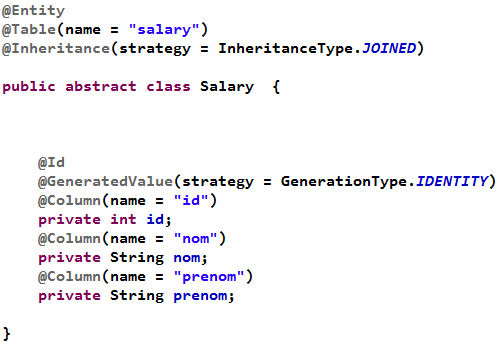 @Entity
@Table(name = "salary")
@Inheritance(strategy = InheritanceType.JOINED)
public abstract class Salary  {
@Id
@GeneratedValue(strategy = GenerationType.IDENTITY)
@Column(name = "id")
private int id;
@Column(name = "nom")
private String nom;
@Column(name = "prenom")
private String prenom;
}